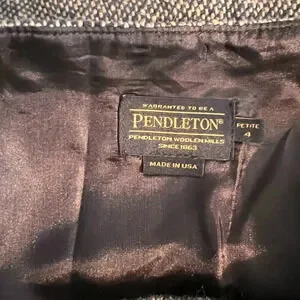 WARRANTED TO BE A
PENDLETON®
PENDLETON WOOLEN MILLS
SINCE 1863
MADE IN USA
PETITE
4